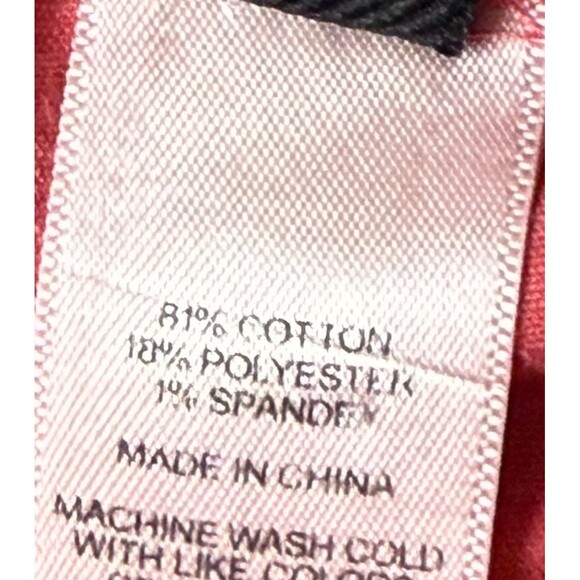 81% COTTON
18% POLYESTER
1% SPANDEX
MADE IN CHINA
MACHINE WASH COLD
WITH LIKE COLORS